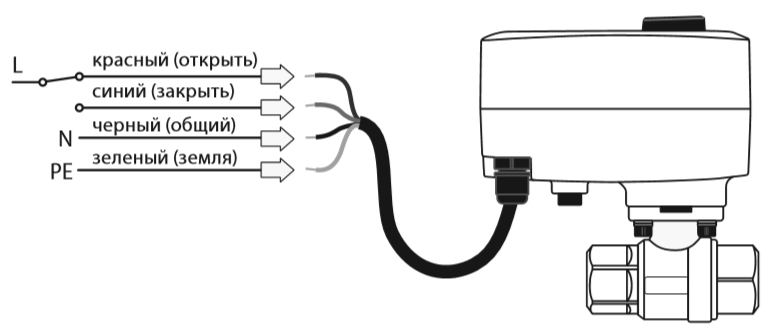 L
красный (открыть)
синий (закрыть)
N черный (общий)
PE зеленый (земля)